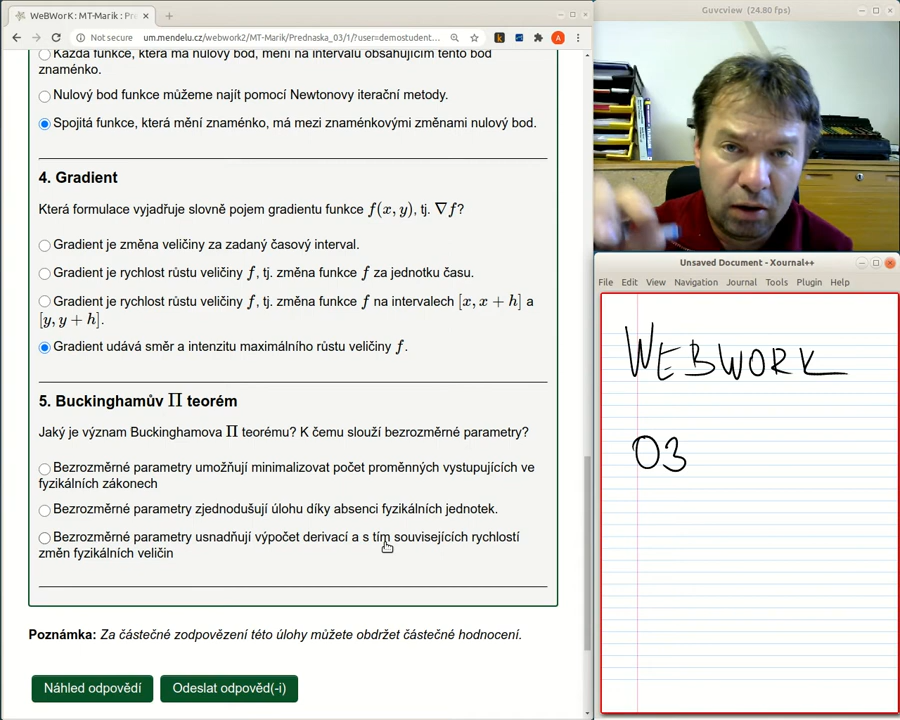 WeBWorK : MT-Marik : Pre
Not secure
um.mendelu.cz/webwork2/MT-Marik/Prednaska_03/1/?user=demostudent...
Každá funkce, která má nulový bod, mění na intervalu obsahujícím tento bod
znaménko.
Nulový bod funkce můžeme najít pomocí Newtonovy iterační metody.
Spojitá funkce, která mění znaménko, má mezi znaménkovými změnami nulový bod.
4. Gradient
Která formulace vyjadřuje slovně pojem gradientu funkce f(x, y), tj. ∇f?
Gradient je změna veličiny za zadaný časový interval.
Gradient je rychlost růstu veličiny f, tj. změna funkce f za jednotku času.
Gradient je rychlost růstu veličiny f, tj. změna funkce f na intervalech [x, x + h] a
[y, y + h].
Gradient udává směr a intenzitu maximálního růstu veličiny f.
5. Buckinghamův Π teorém
Jaký je význam Buckinghamova Π teorému? K čemu slouží bezrozměrné parametry?
Bezrozměrné parametry umožňují minimalizovat počet proměnných vystupujících ve
fyzikálních zákonech
Bezrozměrné parametry zjednodušují úlohu díky absenci fyzikálních jednotek.
Bezrozměrné parametry usnadňují výpočet derivací a s tím souvisejících rychlostí
změn fyzikálních veličin
Poznámka: Za částečné zodpovězení této úlohy můžete obdržet částečné hodnocení.
Náhled odpovědí
Odeslat odpověď(-i)
Guvcview (24.80 fps)
Unsaved Document - Xournal++
File Edit View Navigation Journal Tools Plugin Help
WEBWORK
03